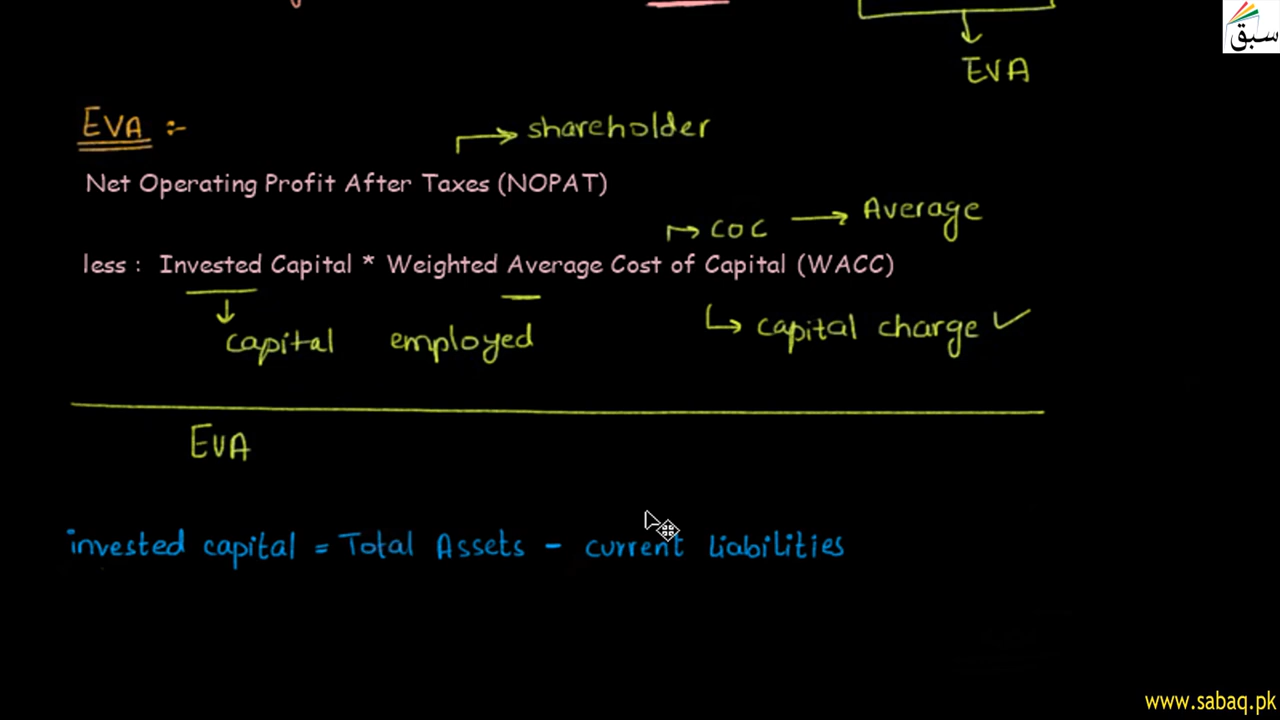 سبق
EVA
EVA :-
shareholder
Net Operating Profit After Taxes (NOPAT)
COC → Average
less : Invested Capital * Weighted Average Cost of Capital (WACC)
capital employed
capital charge ✓
EVA
invested capital = Total Assets - current liabilities
www.sabaq.pk